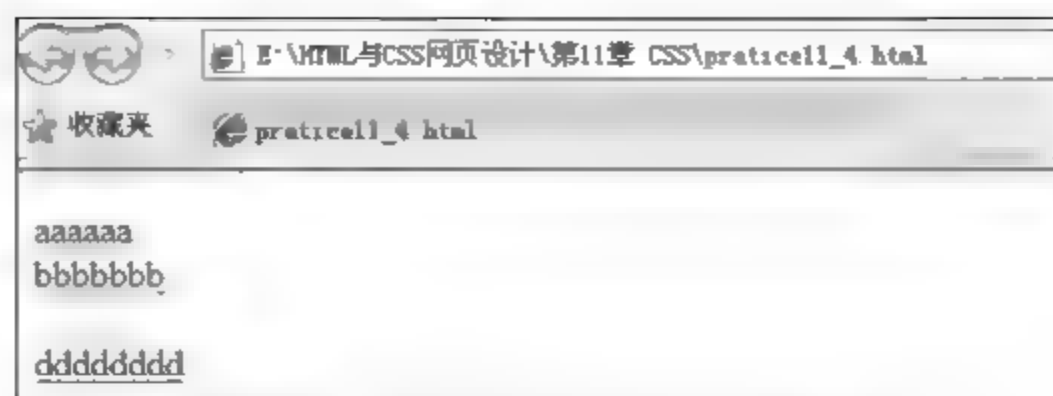 E:\HTML与CSS网页设计\第11章 CSS\pratice11_4.html
收藏夹
pratice11_4.html
aaaaaa
bbbbbbb
dddddddd